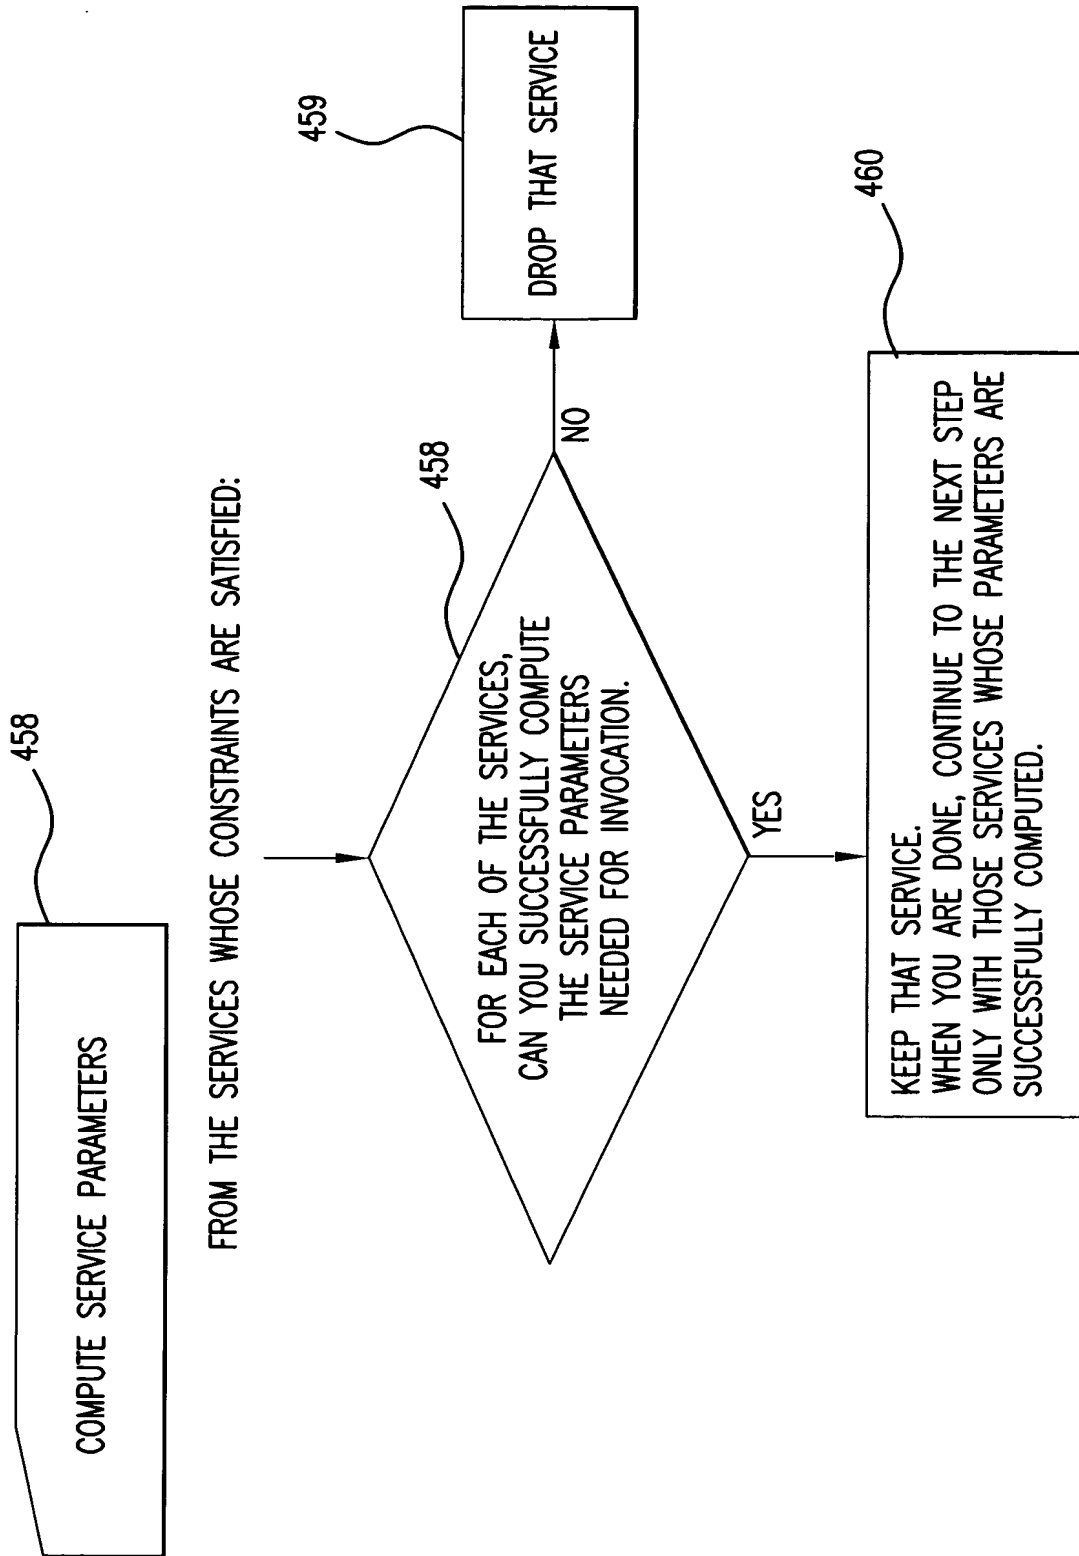 458
COMPUTE SERVICE PARAMETERS
FROM THE SERVICES WHOSE CONSTRAINTS ARE SATISFIED:
458
FOR EACH OF THE SERVICES,
CAN YOU SUCCESSFULLY COMPUTE
THE SERVICE PARAMETERS
NEEDED FOR INVOCATION.
NO
459
DROP THAT SERVICE
YES
460
KEEP THAT SERVICE.
WHEN YOU ARE DONE, CONTINUE TO THE NEXT STEP
ONLY WITH THOSE SERVICES WHOSE PARAMETERS ARE
SUCCESSFULLY COMPUTED.